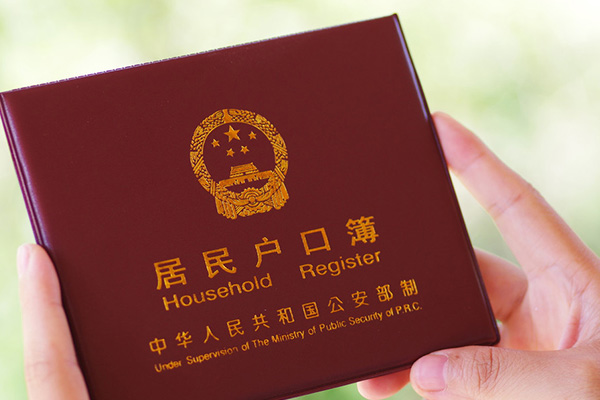 居民户口簿
Household Register
中华人民共和国公安部制
Under Supervision of The Ministry of Public Security of P.R.C.